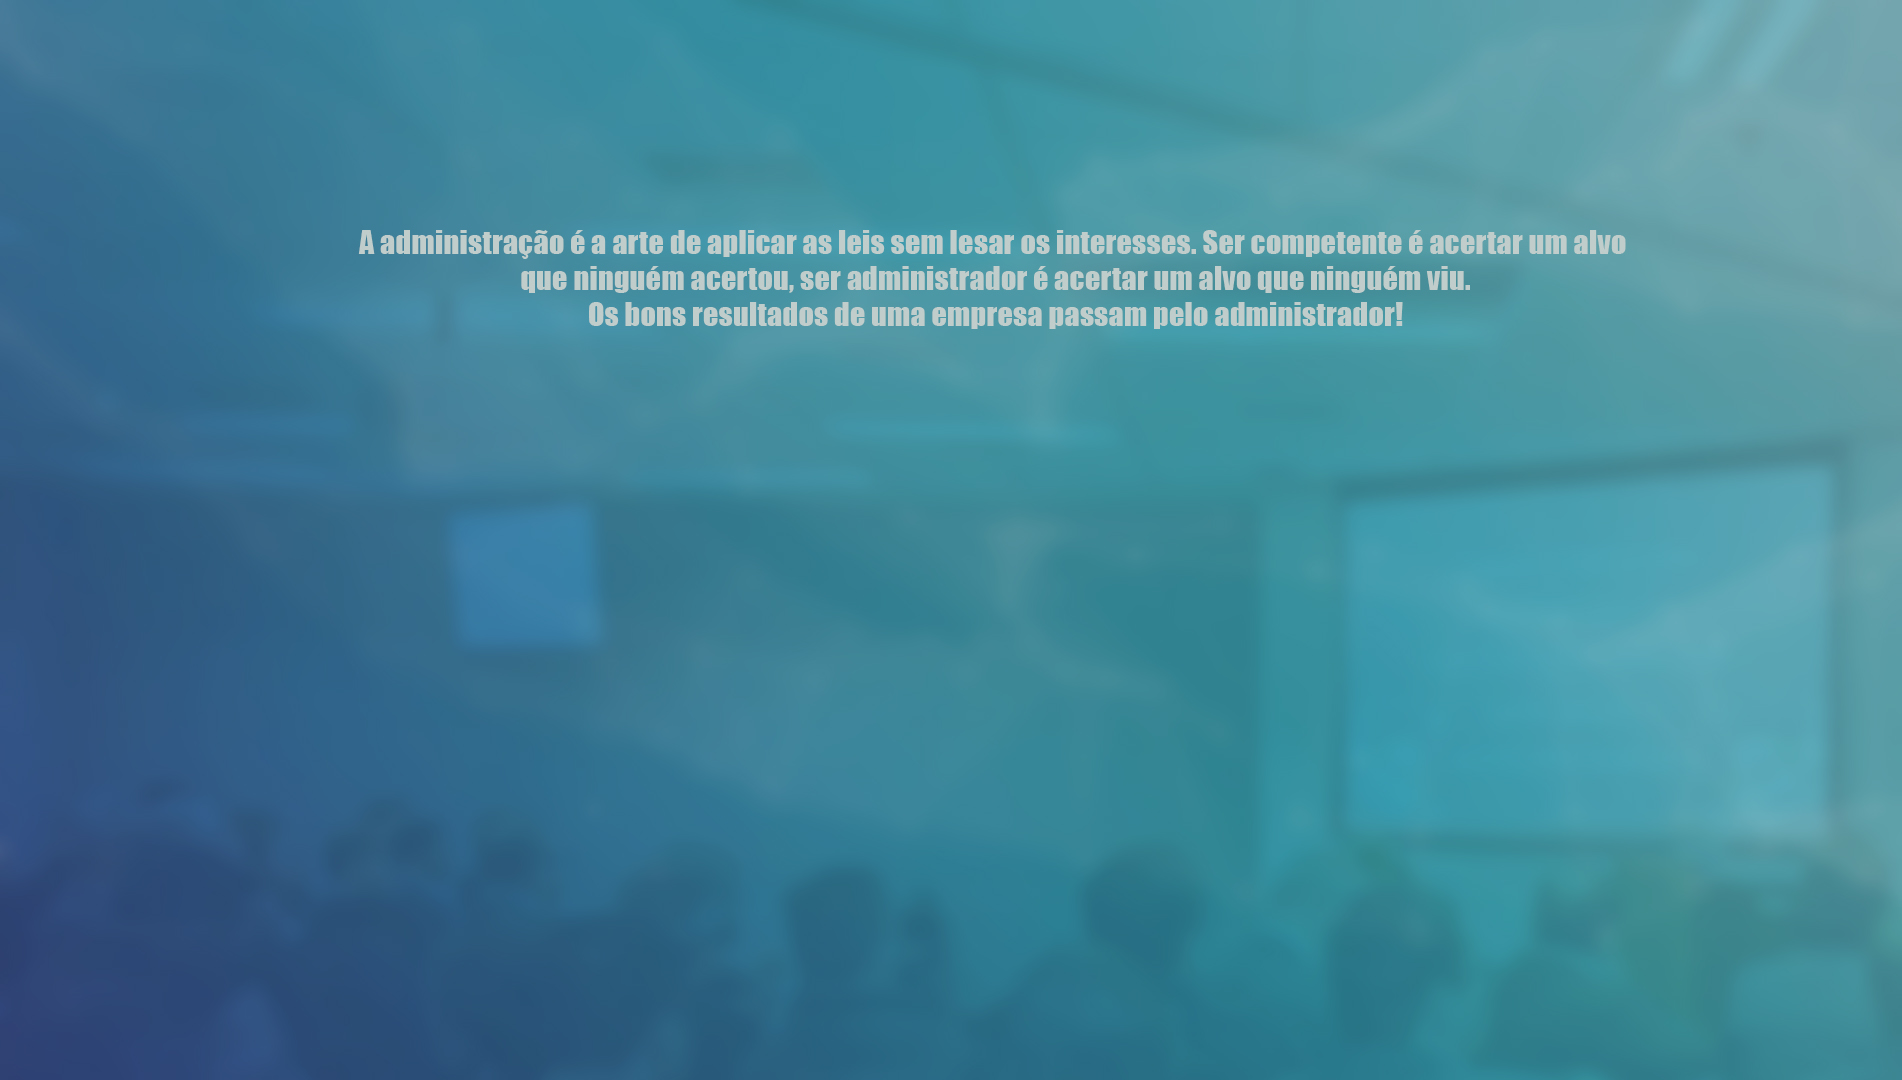 A administração é a arte de aplicar as leis sem lesar os interesses. Ser competente é acertar um alvo
que ninguém acertou, ser administrador é acertar um alvo que ninguém viu.
Os bons resultados de uma empresa passam pelo administrador!